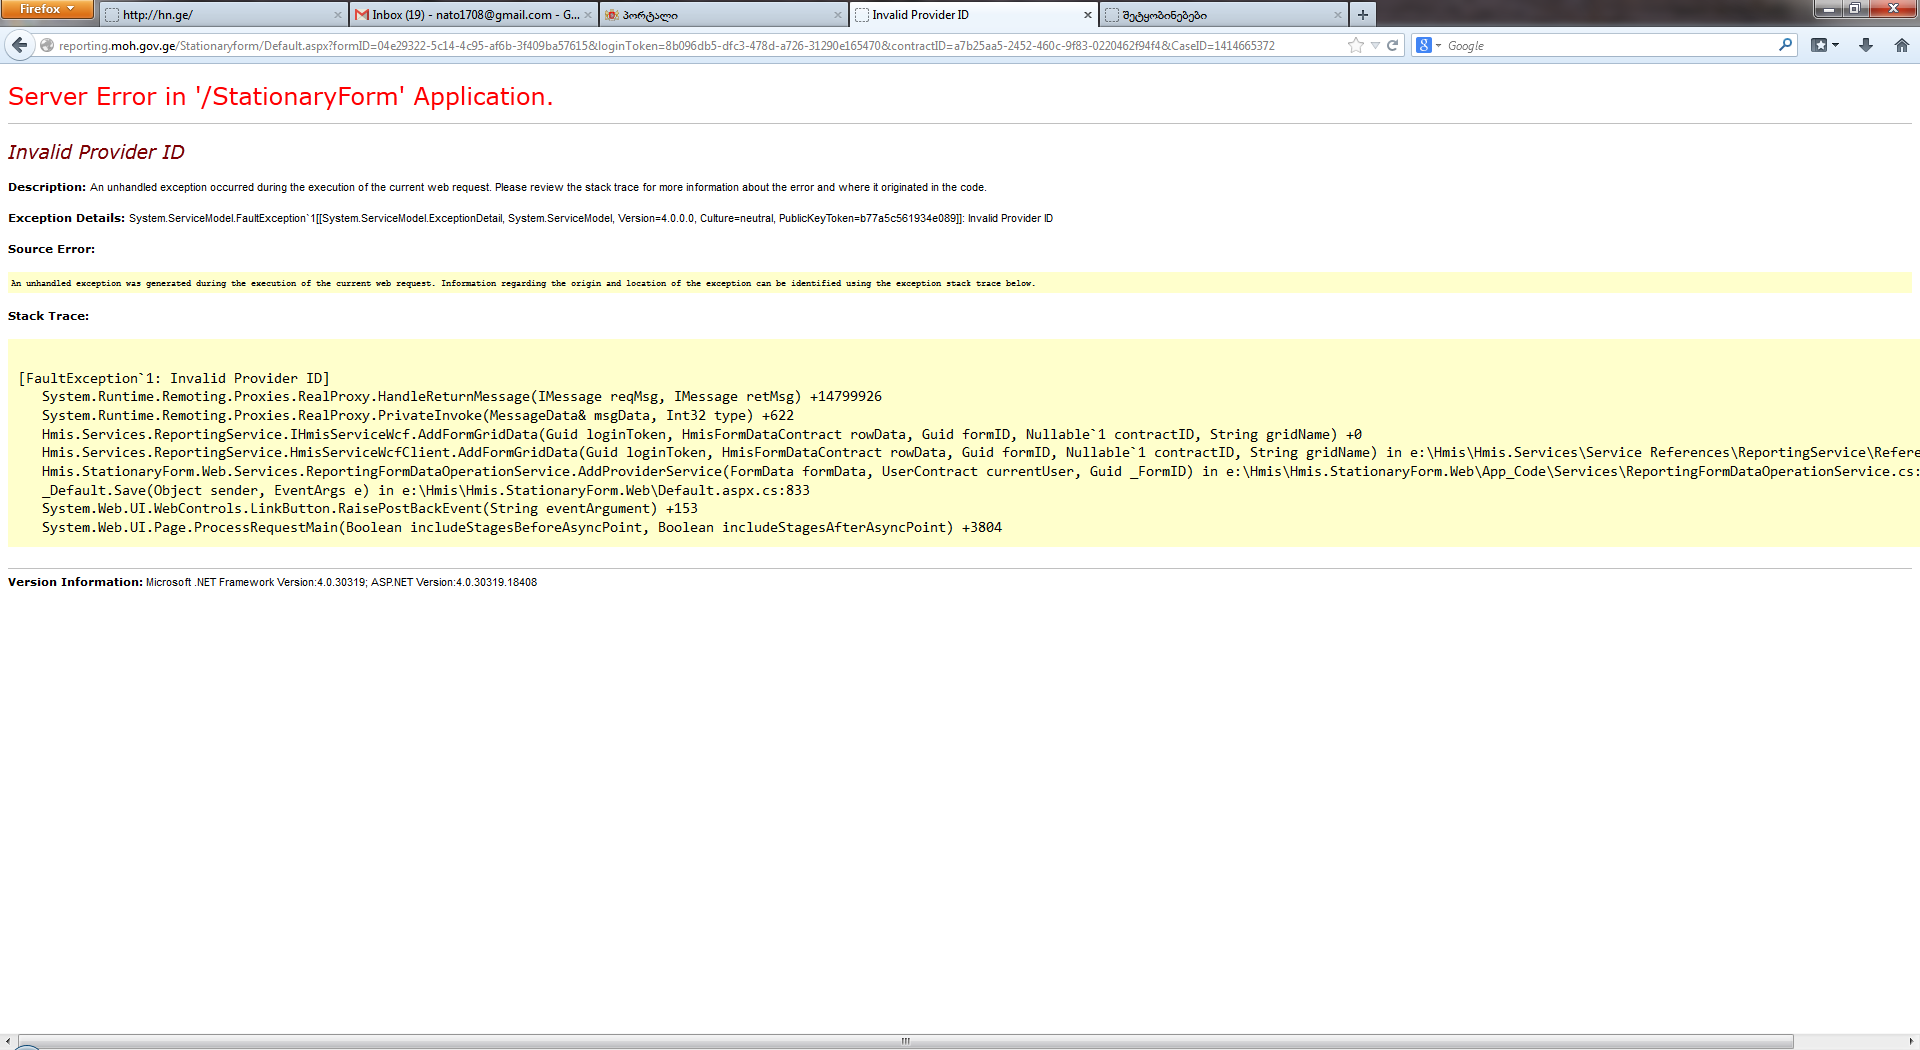 Firefox
http://hn.ge/
Inbox (19) - nato1708@gmail.com - G...
პორტალი
Invalid Provider ID
შეტყობინებები
reporting.moh.gov.ge/Stationaryform/Default.aspx?formID=04e29322-5c14-4c95-af6b-3f409ba57615&loginToken=8b096db5-dfc3-478d-a726-31290e165470&contractID=a7b25aa5-2452-460c-9f83-0220462f94f4&CaseID=1414665372
Google
Server Error in '/StationaryForm' Application.
Invalid Provider ID
Description: An unhandled exception occurred during the execution of the current web request. Please review the stack trace for more information about the error and where it originated in the code.
Exception Details: System.ServiceModel.FaultException`1[[System.ServiceModel.ExceptionDetail, System.ServiceModel, Version=4.0.0.0, Culture=neutral, PublicKeyToken=b77a5c561934e089]]: Invalid Provider ID
Source Error:
An unhandled exception was generated during the execution of the current web request. Information regarding the origin and location of the exception can be identified using the exception stack trace below.
Stack Trace:
[FaultException`1: Invalid Provider ID]
System.Runtime.Remoting.Proxies.RealProxy.HandleReturnMessage(IMessage reqMsg, IMessage retMsg) +14799926
System.Runtime.Remoting.Proxies.RealProxy.PrivateInvoke(MessageData& msgData, Int32 type) +622
Hmis.Services.ReportingService.IHmisServiceWcf.AddFormGridData(Guid loginToken, HmisFormDataContract rowData, Guid formID, Nullable`1 contractID, String gridName) +0
Hmis.Services.ReportingService.HmisServiceWcfClient.AddFormGridData(Guid loginToken, HmisFormDataContract rowData, Guid formID, Nullable`1 contractID, String gridName) in e:\Hmis\Hmis.Services\Service References\ReportingService\Refere
Hmis.StationaryForm.Web.Services.ReportingFormDataOperationService.AddProviderService(FormData formData, UserContract currentUser, Guid _FormID) in e:\Hmis\Hmis.StationaryForm.Web\App_Code\Services\ReportingFormDataOperationService.cs:
_Default.Save(Object sender, EventArgs e) in e:\Hmis\Hmis.StationaryForm.Web\Default.aspx.cs:833
System.Web.UI.WebControls.LinkButton.RaisePostBackEvent(String eventArgument) +153
System.Web.UI.Page.ProcessRequestMain(Boolean includeStagesBeforeAsyncPoint, Boolean includeStagesAfterAsyncPoint) +3804
Version Information: Microsoft .NET Framework Version:4.0.30319; ASP.NET Version:4.0.30319.18408